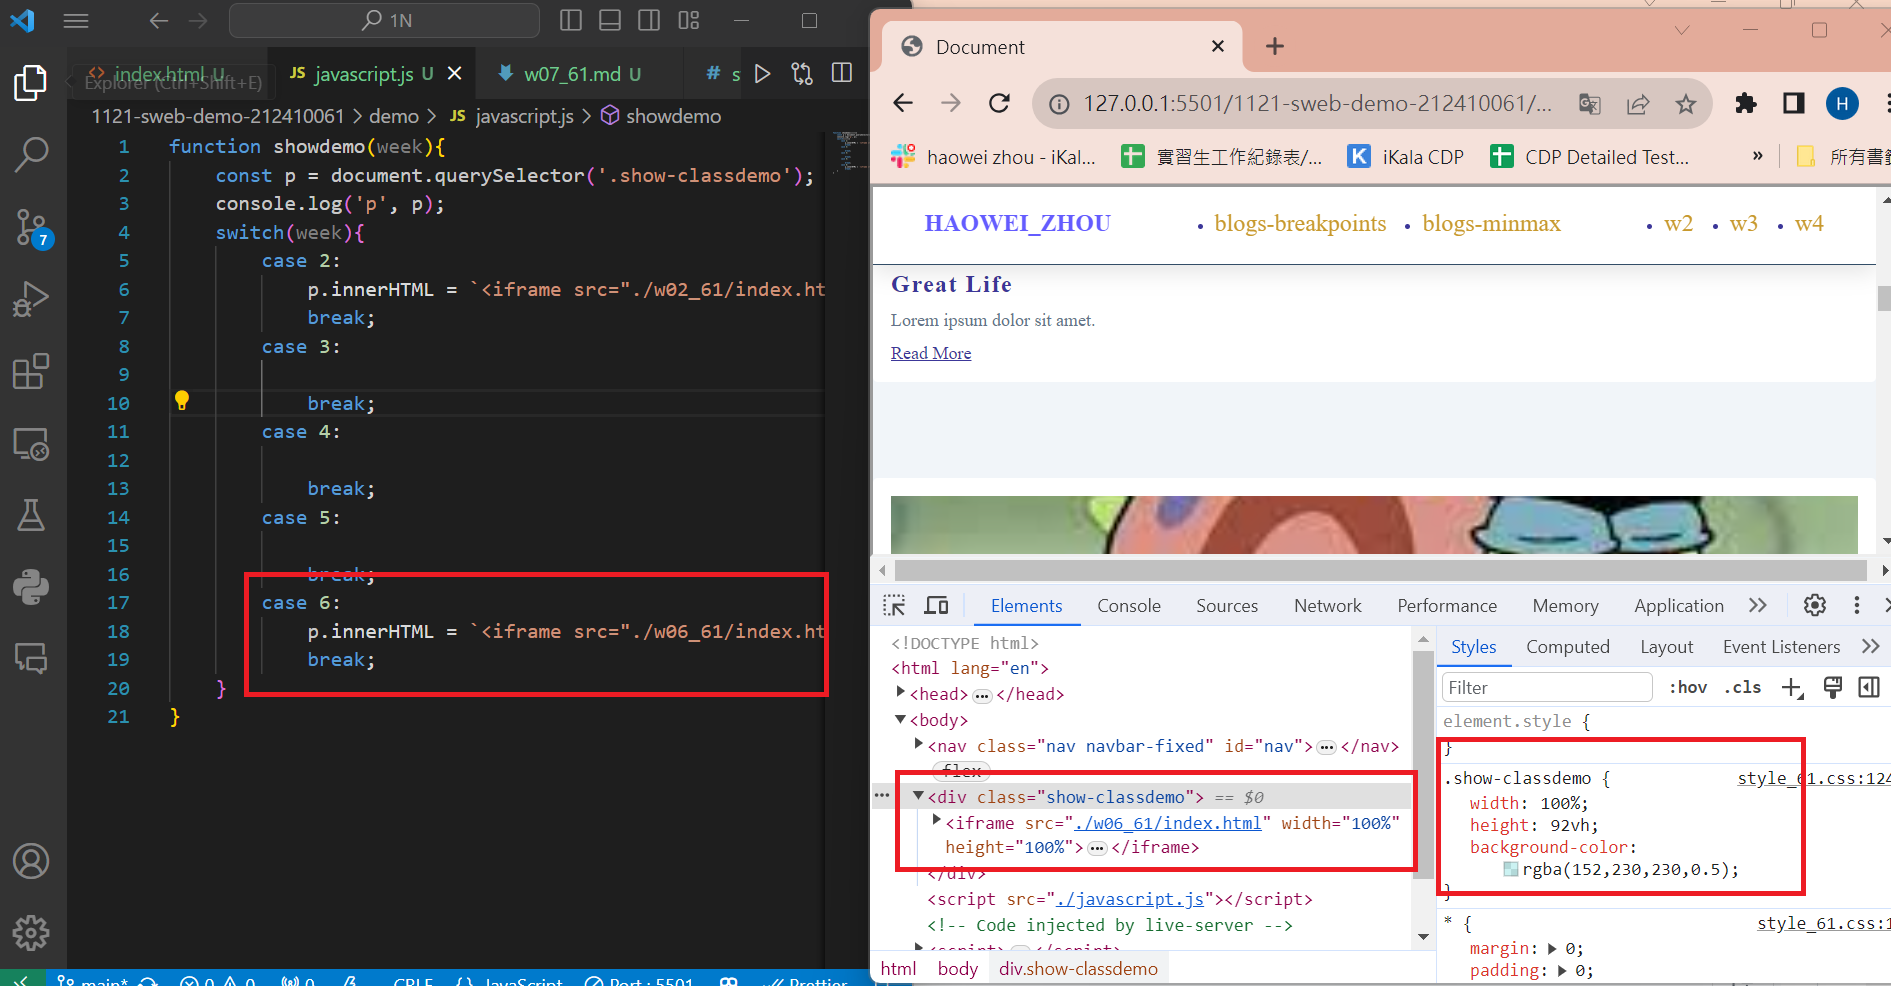 1N
index.html U
Explorer (Ctrl+Shift+E)
JS javascript.js U
w07_61.md U
# s
1121-sweb-demo-212410061 > demo > JS javascript.js > showdemo
1 function showdemo(week){
2 const p = document.querySelector('.show-classdemo');
3 console.log('p', p);
4 switch(week){
5 case 2:
6 p.innerHTML = `<iframe src="./w02_61/index.ht
7 break;
8 case 3:
9
10 break;
11 case 4:
12
13 break;
14 case 5:
15
16 break;
17 case 6:
18 p.innerHTML = `<iframe src="./w06_61/index.ht
19 break;
20 }
21 }
7
main*
0 0
0
CRLF
{} JavaScript
Port : 5501
Prettier
Document
127.0.0.1:5501/1121-sweb-demo-212410061/...
H
haowei zhou - iKal...
實習生工作紀錄表/...
K iKala CDP
CDP Detailed Test...
»
所有書籤
HAOWEI_ZHOU
• blogs-breakpoints
• blogs-minmax
• w2
• w3
• w4
Great Life
Lorem ipsum dolor sit amet.
Read More
Elements Console Sources Network Performance Memory Application
<!DOCTYPE html>
<html lang="en">
<head> ... </head>
<body>
<nav class="nav navbar-fixed" id="nav"> ... </nav>
flex
... <div class="show-classdemo"> == $0
<iframe src="./w06_61/index.html" width="100%"
height="100%"> ... </iframe>
</div>
<script src="./javascript.js"></script>
<!-- Code injected by live-server -->
<script> ... </script>
html body div.show-classdemo
Styles Computed Layout Event Listeners
Filter
:hov .cls
element.style {
}
.show-classdemo { style_61.css:124
width: 100%;
height: 92vh;
background-color:
rgba(152,230,230,0.5);
}
* { style_61.css:1
margin: 0;
padding: 0;